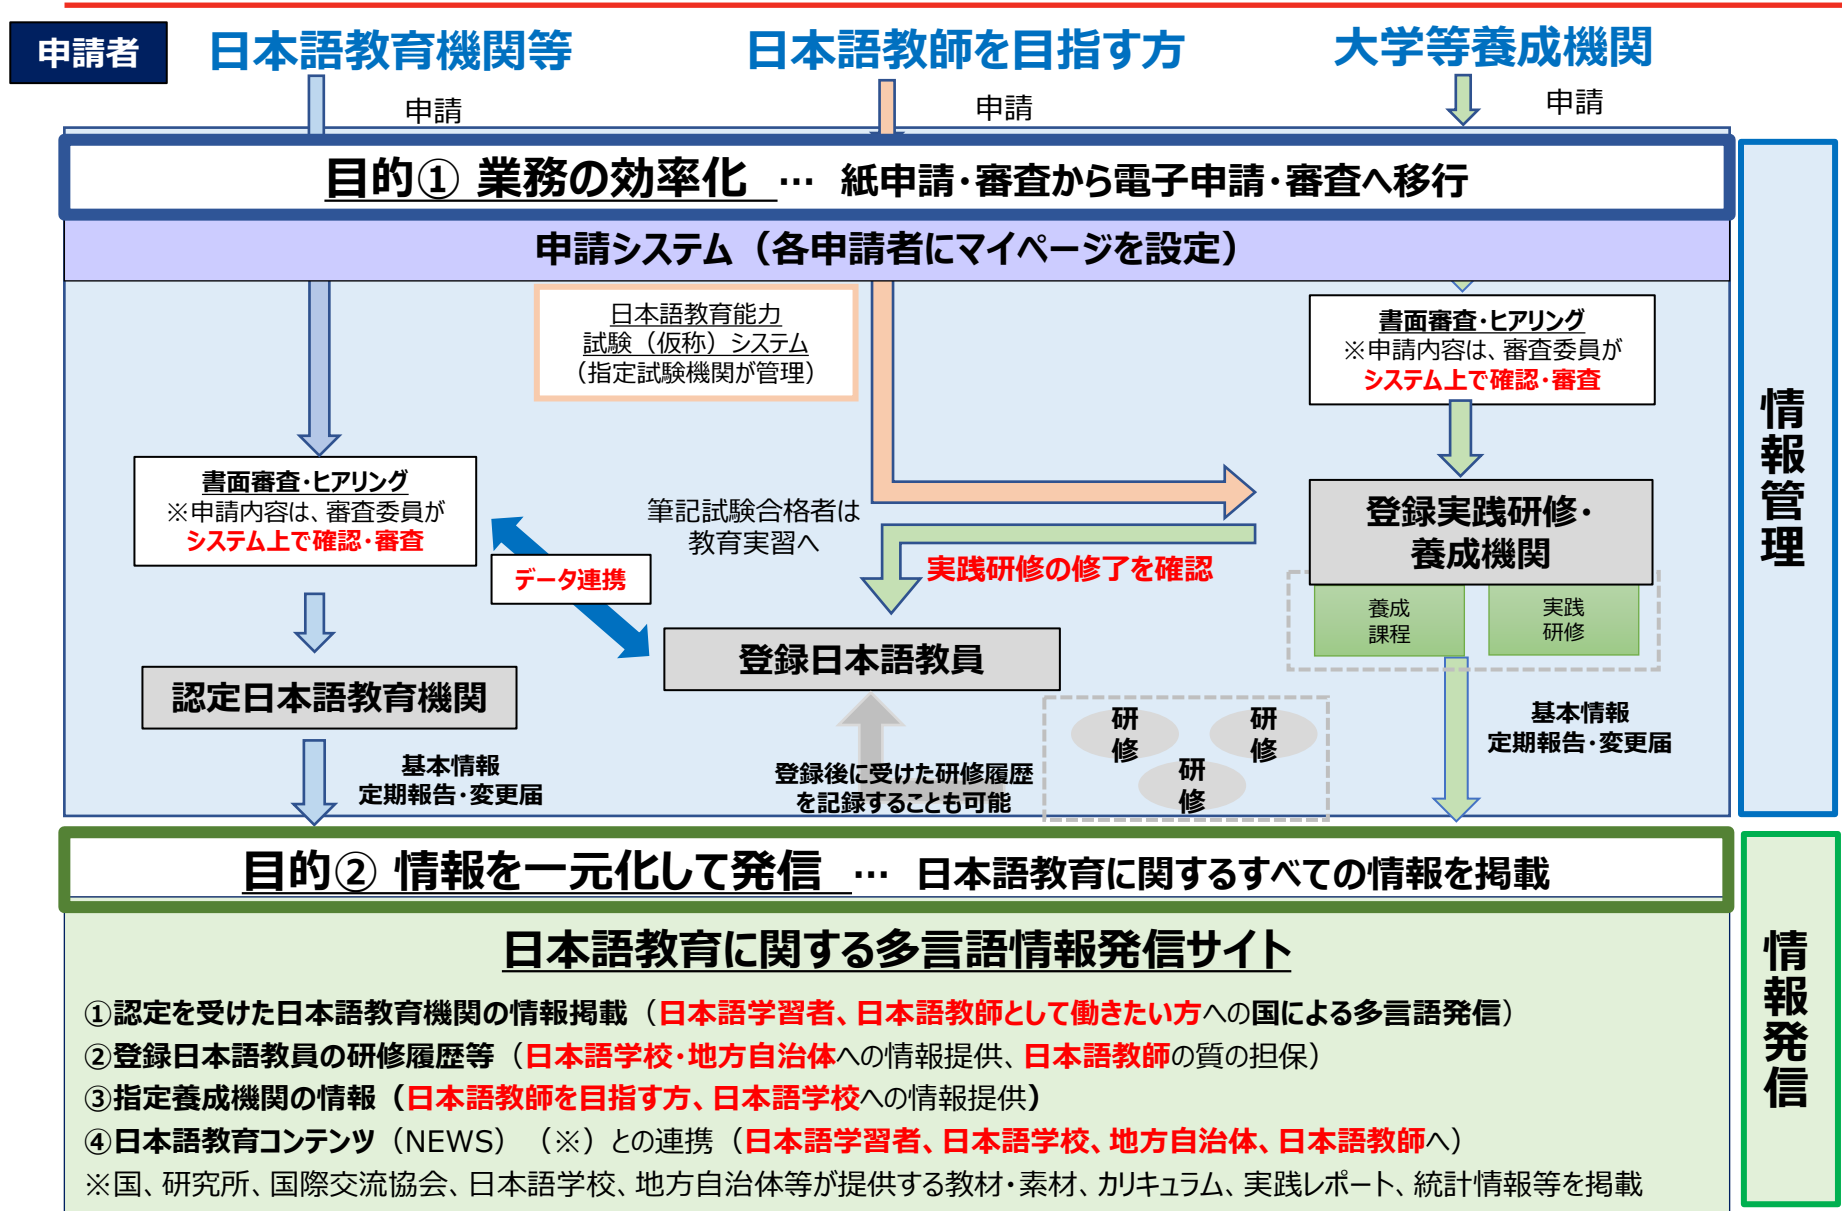 申請者
日本語教育機関等
日本語教師を目指す方
大学等養成機関
申請
申請
申請
目的① 業務の効率化 … 紙申請・審査から電子申請・審査へ移行
申請システム（各申請者にマイページを設定）
日本語教育能力
試験（仮称）システム
（指定試験機関が管理）
書面審査・ヒアリング
※申請内容は、審査委員が
システム上で確認・審査
書面審査・ヒアリング
※申請内容は、審査委員が
システム上で確認・審査
筆記試験合格者は
教育実習へ
登録実践研修・
養成機関
データ連携
実践研修の修了を確認
養成
課程
実践
研修
登録日本語教員
認定日本語教育機関
基本情報
定期報告・変更届
登録後に受けた研修履歴
を記録することも可能
研
修
研
修
研
修
基本情報
定期報告・変更届
情報管理
目的② 情報を一元化して発信 … 日本語教育に関するすべての情報を掲載
日本語教育に関する多言語情報発信サイト
①認定を受けた日本語教育機関の情報掲載（日本語学習者、日本語教師として働きたい方への国による多言語発信）
②登録日本語教員の研修履歴等（日本語学校・地方自治体への情報提供、日本語教師の質の担保）
③指定養成機関の情報（日本語教師を目指す方、日本語学校への情報提供）
④日本語教育コンテンツ（NEWS）（※）との連携（日本語学習者、日本語学校、地方自治体、日本語教師へ）
※国、研究所、国際交流協会、日本語学校、地方自治体等が提供する教材・素材、カリキュラム、実践レポート、統計情報等を掲載
情報発信